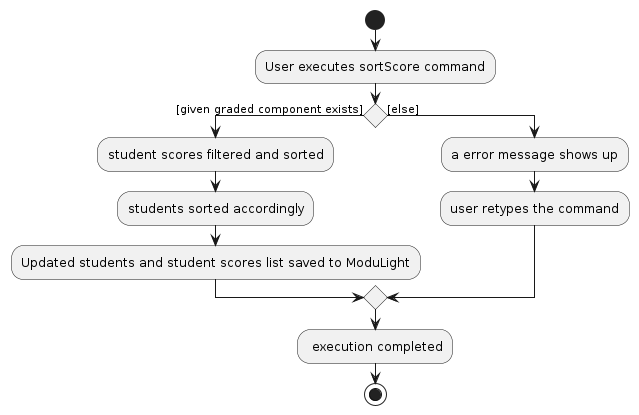 User executes sortScore command
[given graded component exists]
[else]
student scores filtered and sorted
a error message shows up
students sorted accordingly
user retypes the command
Updated students and student scores list saved to ModuLight
execution completed